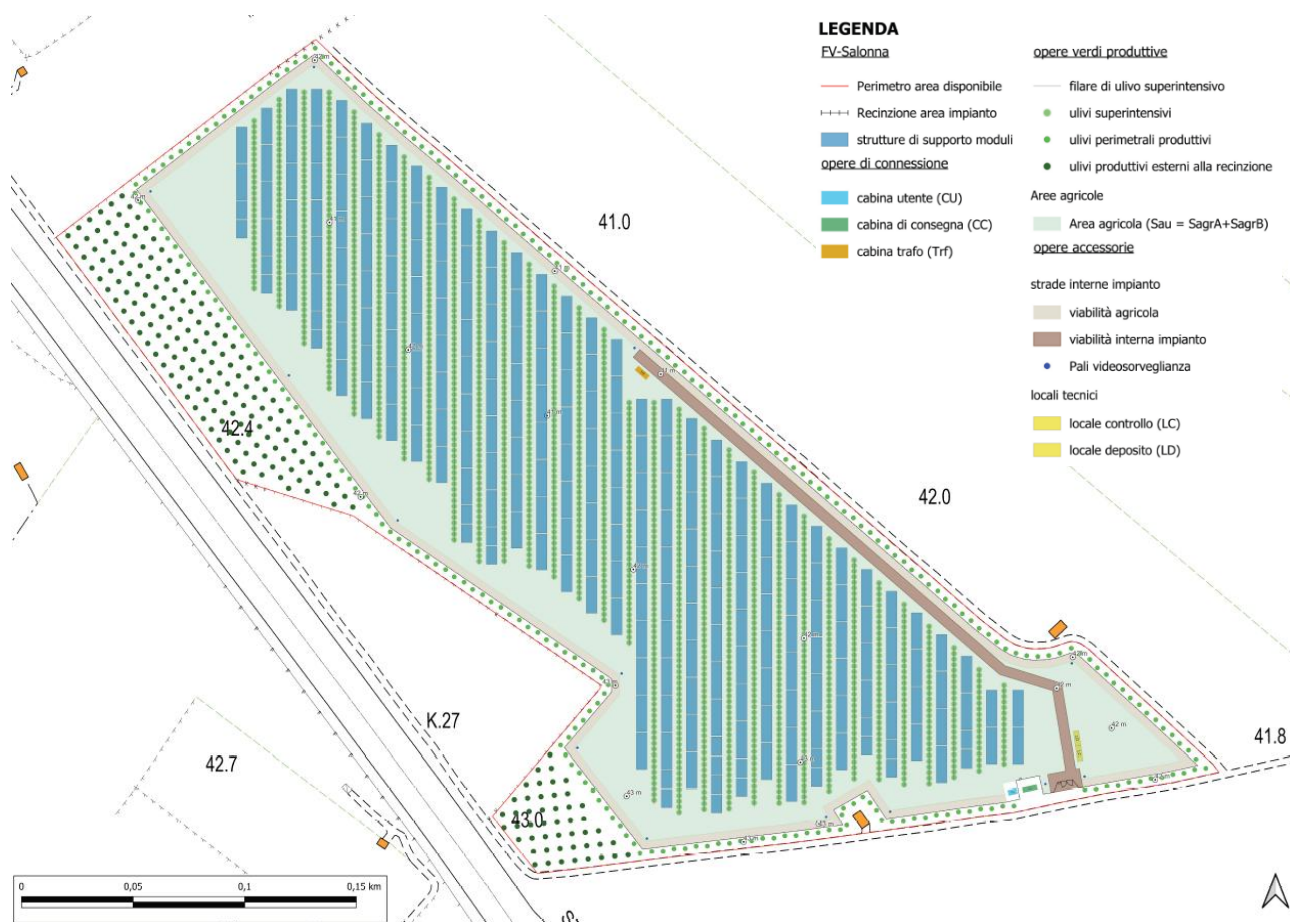 LEGENDA
FV-Salonna
Perimetro area disponibile
Recinzione area impianto
strutture di supporto moduli
opere di connessione
cabina utente (CU)
cabina di consegna (CC)
cabina trafo (Trf)
opere verdi produttive
filare di ulivo superintensivo
ulivi superintensivi
ulivi perimetrali produttivi
ulivi produttivi esterni alla recinzione
Aree agricole
Area agricola (Sau = SagrA+SagrB)
opere accessorie
strade interne impianto
viabilità agricola
viabilità interna impianto
Pali videosorveglianza
locali tecnici
locale controllo (LC)
locale deposito (LD)
41.0
42.4
42.0
K.27
42.7
41.8
43.0
42 m
43 m
0 0,05 0,1 0,15 km